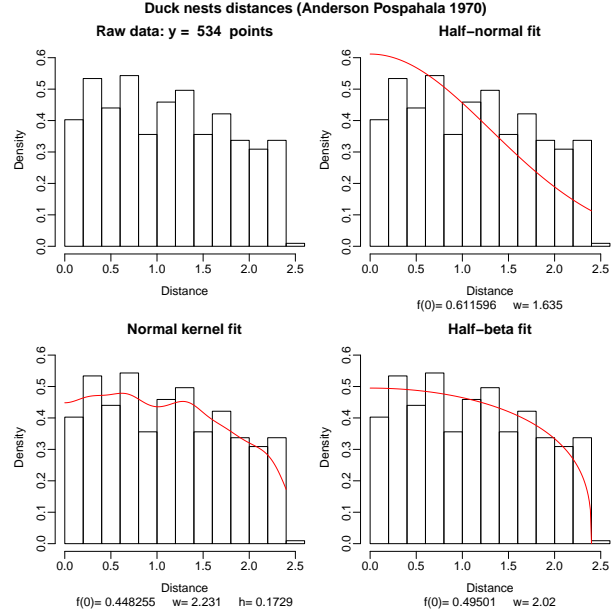 Duck nests distances (Anderson Pospahala 1970)
Raw data: y = 534 points
Density
0.0 0.1 0.2 0.3 0.4 0.5 0.6
0.0 0.5 1.0 1.5 2.0 2.5
Distance
Half−normal fit
Density
0.0 0.1 0.2 0.3 0.4 0.5 0.6
0.0 0.5 1.0 1.5 2.0 2.5
Distance
f(0)= 0.611596 w= 1.635
Normal kernel fit
Density
0.0 0.1 0.2 0.3 0.4 0.5 0.6
0.0 0.5 1.0 1.5 2.0 2.5
Distance
f(0)= 0.448255 w= 2.231 h= 0.1729
Half−beta fit
Density
0.0 0.1 0.2 0.3 0.4 0.5 0.6
0.0 0.5 1.0 1.5 2.0 2.5
Distance
f(0)= 0.49501 w= 2.02